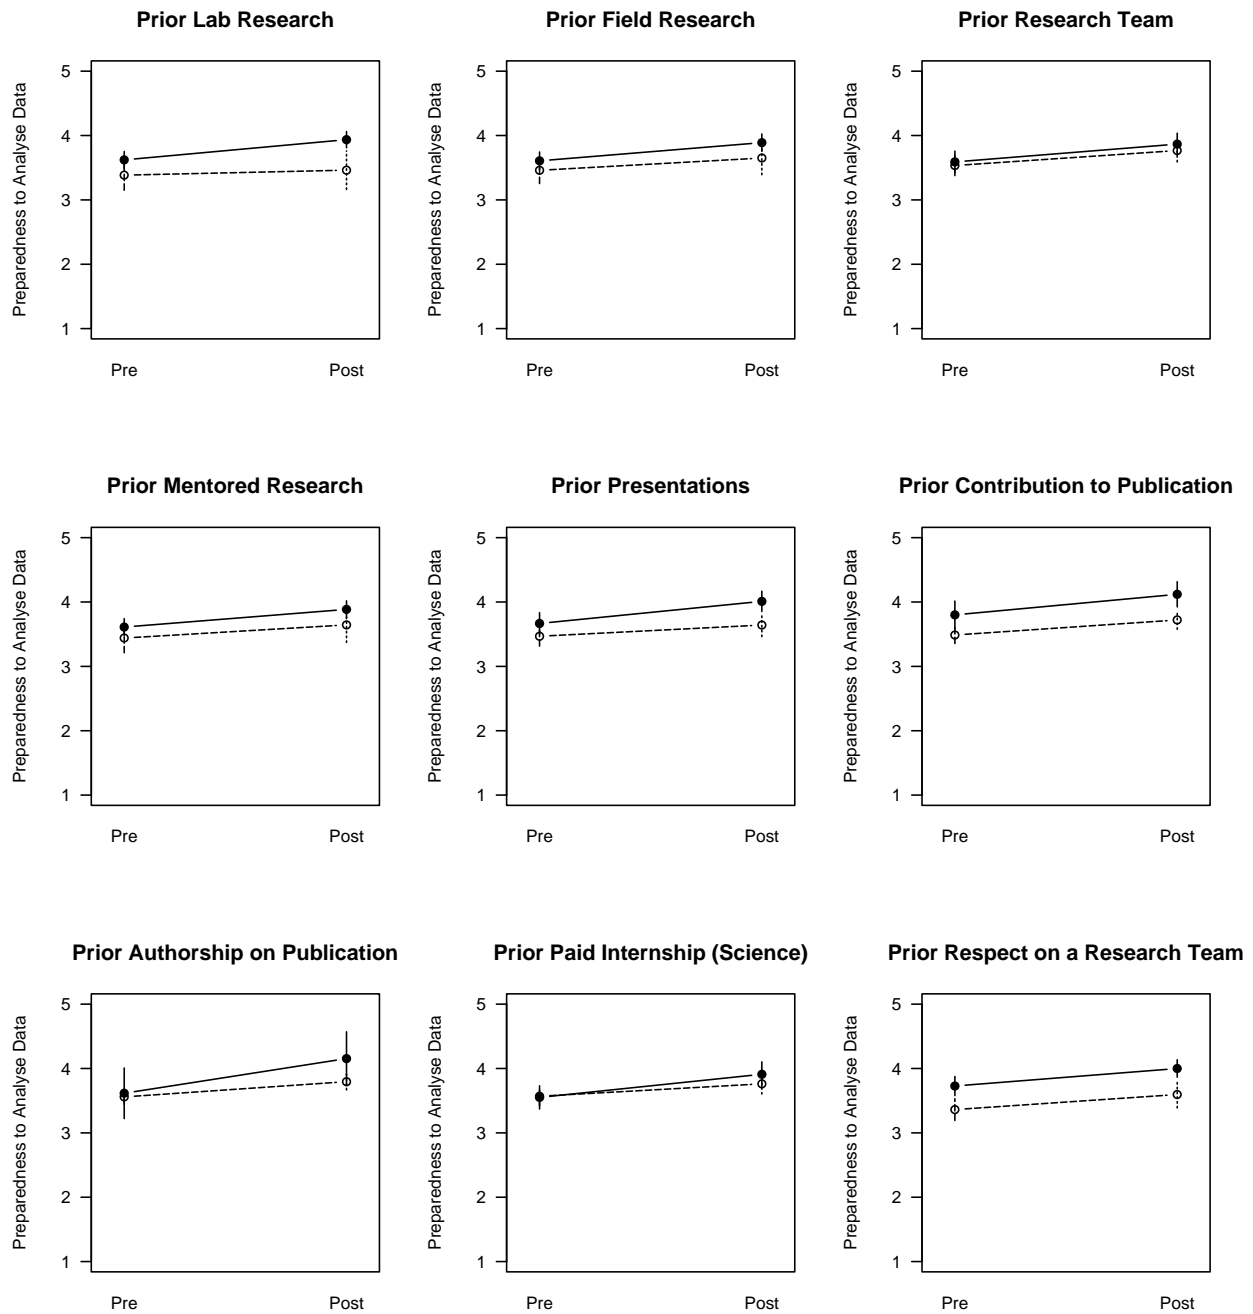 Prior Lab Research
Prior Field Research
Prior Research Team
Preparedness to Analyse Data
5
4
3
2
1
Pre
Post
Preparedness to Analyse Data
5
4
3
2
1
Pre
Post
Preparedness to Analyse Data
5
4
3
2
1
Pre
Post
Prior Mentored Research
Prior Presentations
Prior Contribution to Publication
Preparedness to Analyse Data
5
4
3
2
1
Pre
Post
Preparedness to Analyse Data
5
4
3
2
1
Pre
Post
Preparedness to Analyse Data
5
4
3
2
1
Pre
Post
Prior Authorship on Publication
Prior Paid Internship (Science)
Prior Respect on a Research Team
Preparedness to Analyse Data
5
4
3
2
1
Pre
Post
Preparedness to Analyse Data
5
4
3
2
1
Pre
Post
Preparedness to Analyse Data
5
4
3
2
1
Pre
Post